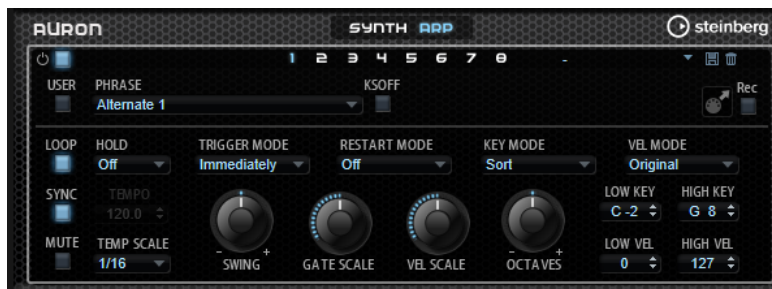 AURON SYNTH ARP steinberg
1 2 3 4 5 6 7 8 -
USER PHRASE KSOFF Rec
Alternate 1
LOOP HOLD TRIGGER MODE RESTART MODE KEY MODE VEL MODE
Off Immediately Off Sort Original
SYNC TEMPO LOW KEY HIGH KEY
120.0 C -2 G 8
MUTE TEMP SCALE LOW VEL HIGH VEL
1/16 - + - + 0 127
SWING GATE SCALE VEL SCALE OCTAVES